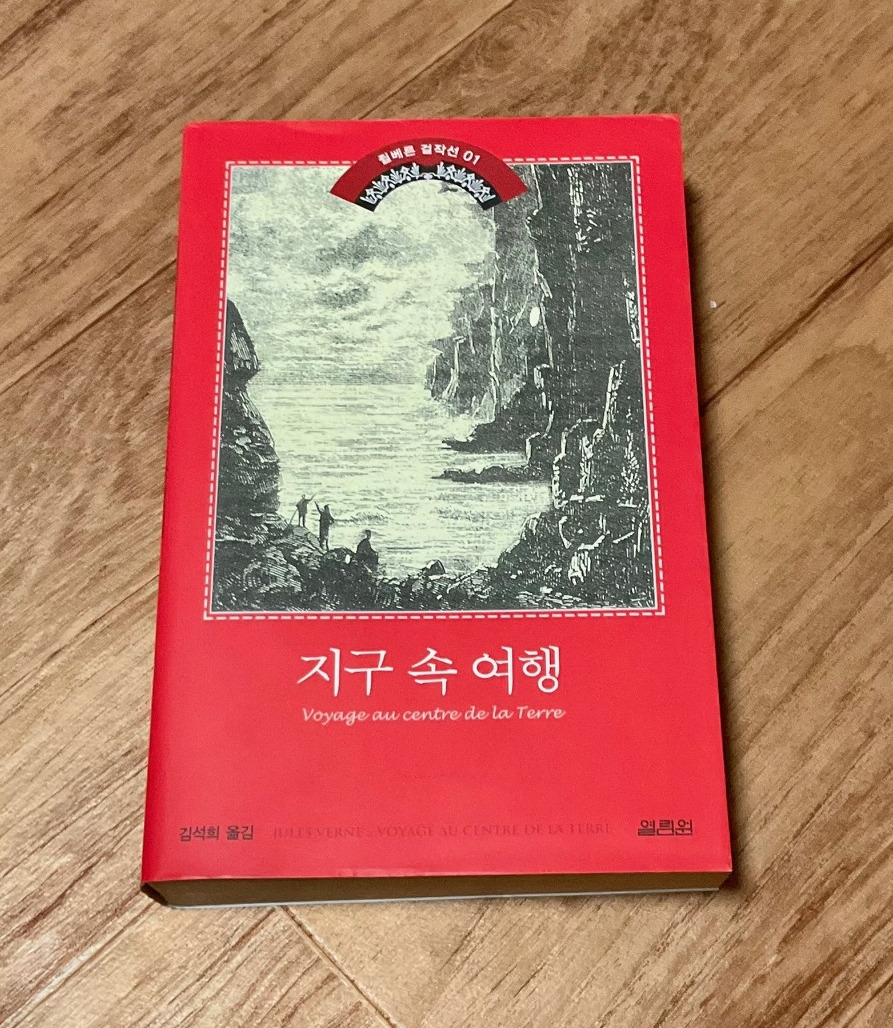 쥘베른 걸작선 01
지구 속 여행
Voyage au centre de la Terre
김석희 옮김 JULES VERNE : VOYAGE AU CENTRE DE LA TERRE 열림원